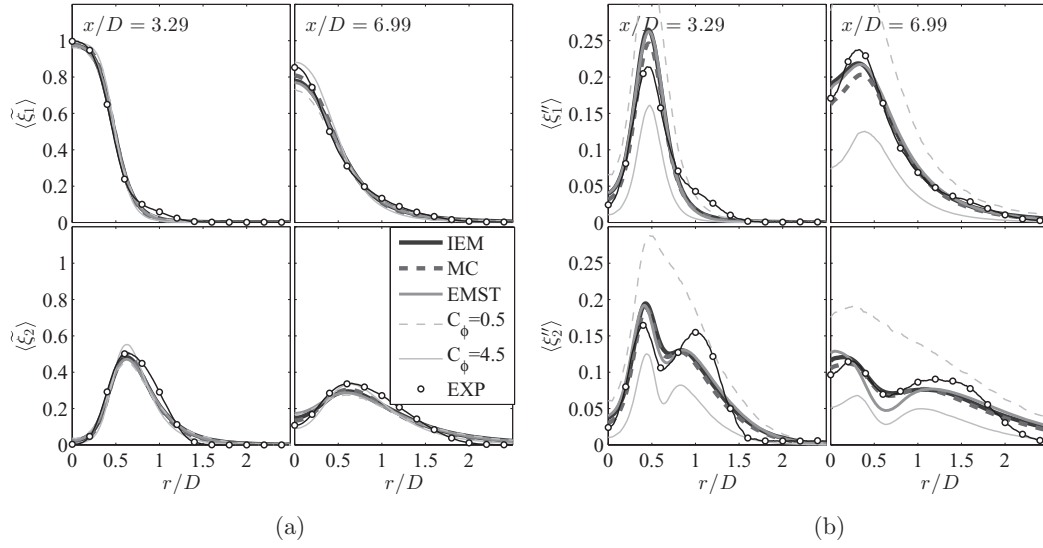 x/D = 3.29
x/D = 6.99
x/D = 3.29
x/D = 6.99
1
0.8
0.6
0.4
0.2
0
⟨ξ̃₁⟩
0.25
0.2
0.15
0.1
0.05
0
⟨ξ₁″⟩
1
0.8
0.6
0.4
0.2
0
⟨ξ̃₂⟩
IEM
MC
EMST
C_ϕ=0.5
C_ϕ=4.5
EXP
0.25
0.2
0.15
0.1
0.05
0
⟨ξ₂″⟩
0 0.5 1 1.5 2
0 0.5 1 1.5 2
0 0.5 1 1.5 2
0 0.5 1 1.5 2
r/D
r/D
r/D
r/D
(a)
(b)